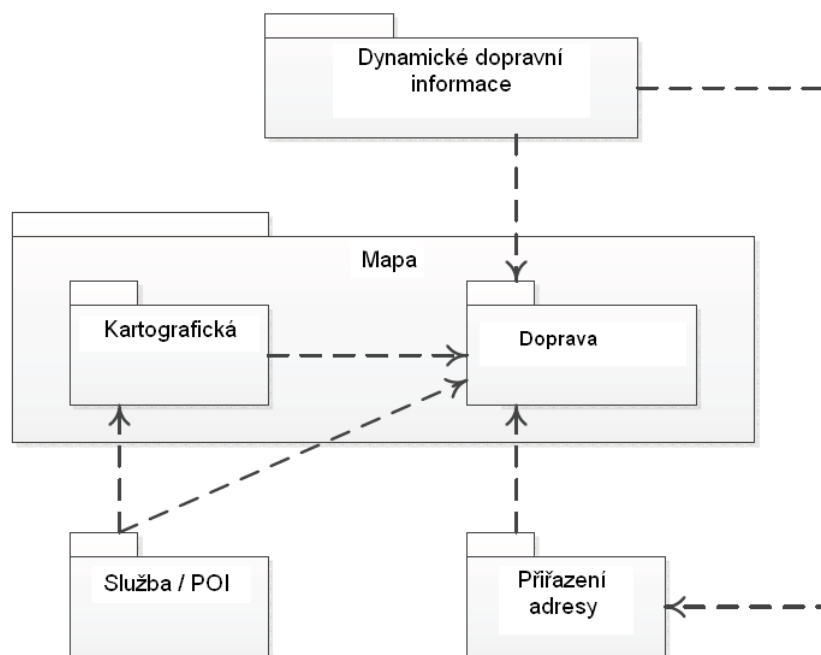 Dynamické dopravní
informace
Mapa
Kartografická
Doprava
Služba / POI
Přiřazení
adresy